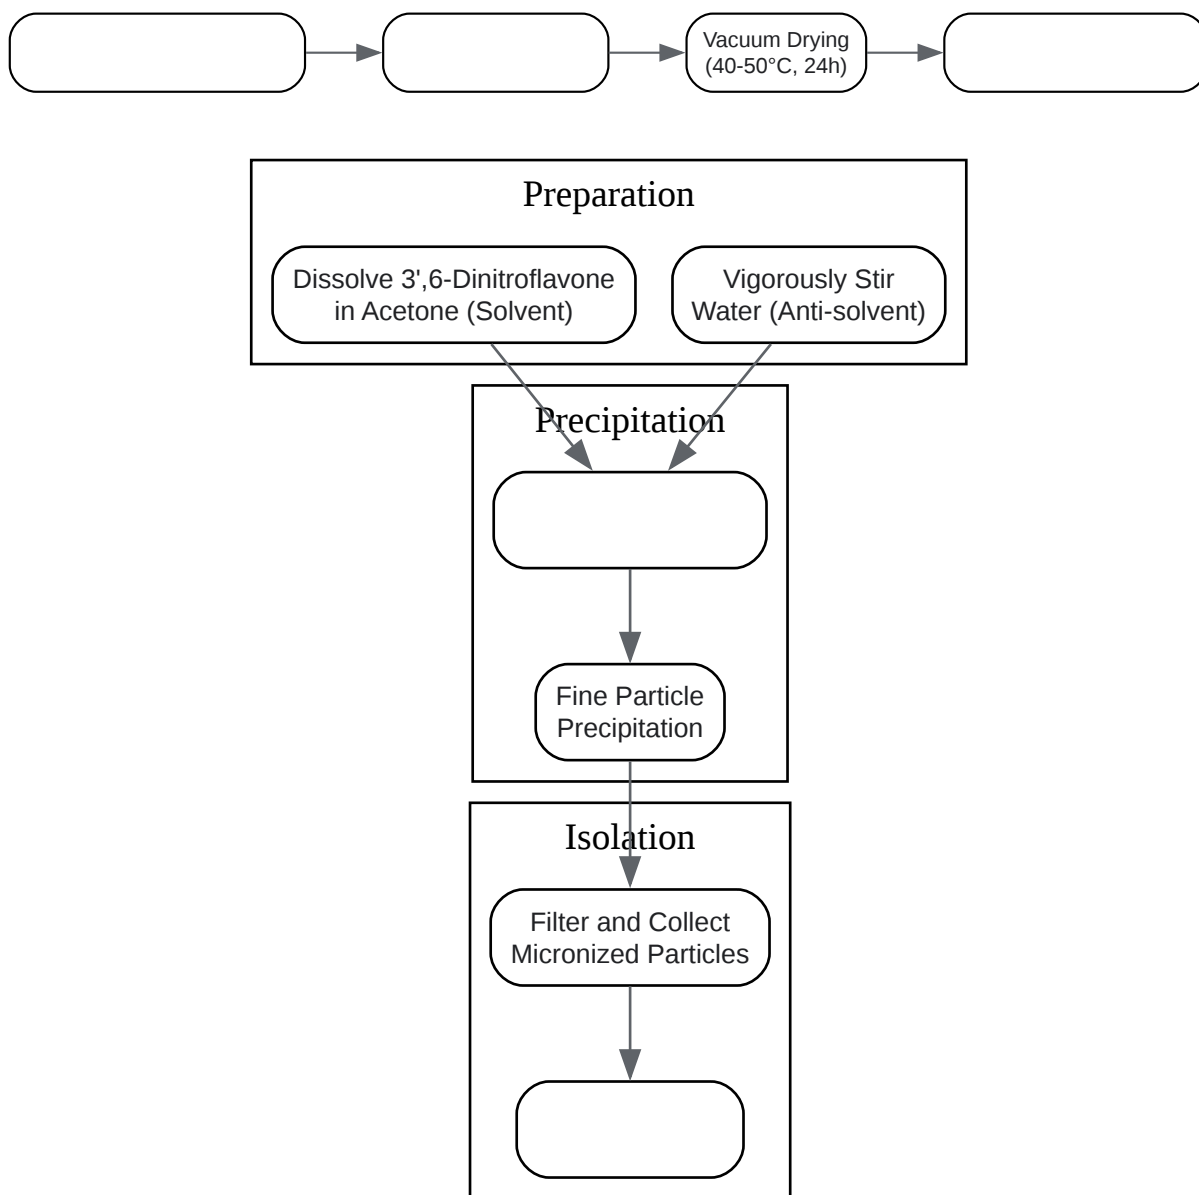 Vacuum Drying
(40-50°C, 24h)
Preparation
Dissolve 3',6-Dinitroflavone
in Acetone (Solvent)
Vigorously Stir
Water (Anti-solvent)
Precipitation
Fine Particle
Precipitation
Isolation
Filter and Collect
Micronized Particles